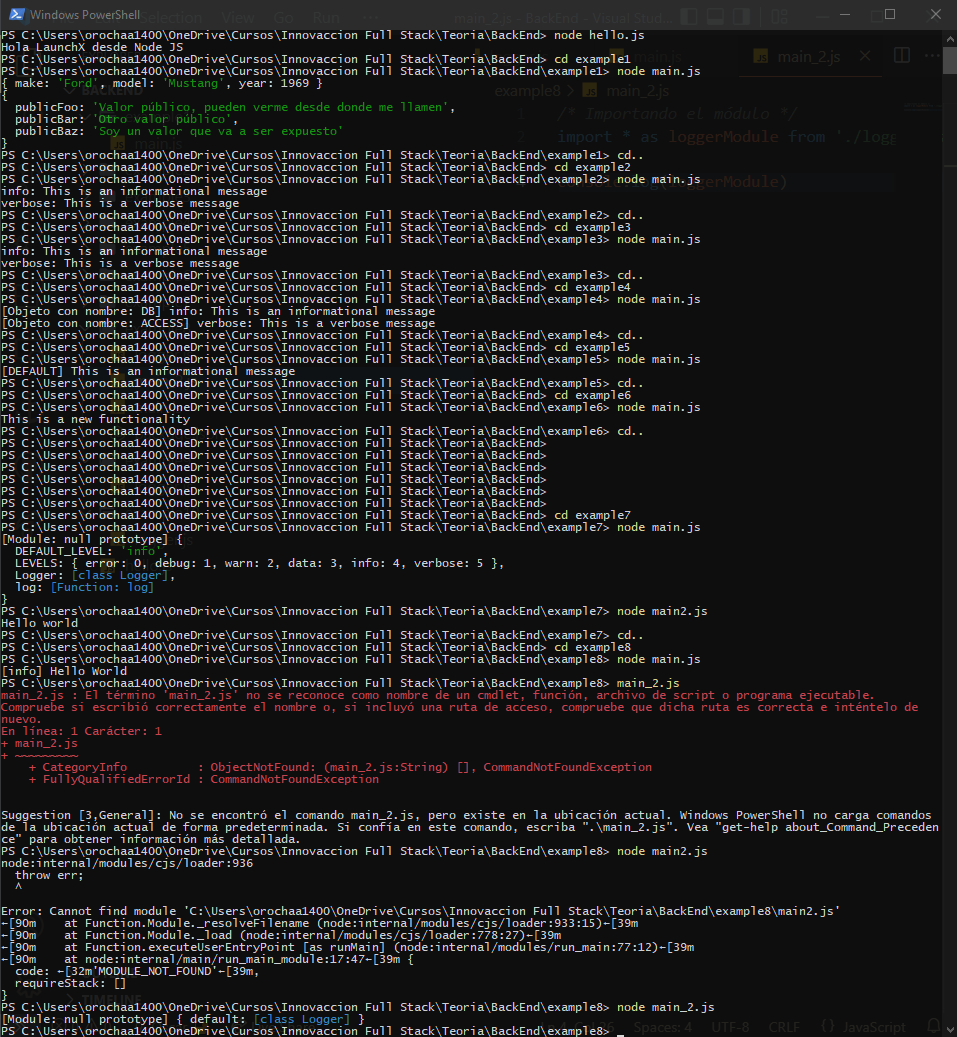 Windows PowerShell
PS C:\Users\orochaa1400\OneDrive\Cursos\Innovaccion Full Stack\Teoria\BackEnd> node hello.js
Hola LaunchX desde Node JS
PS C:\Users\orochaa1400\OneDrive\Cursos\Innovaccion Full Stack\Teoria\BackEnd> cd example1
PS C:\Users\orochaa1400\OneDrive\Cursos\Innovaccion Full Stack\Teoria\BackEnd\example1> node main.js
{ make: 'Ford', model: 'Mustang', year: 1969 }
{
  publicFoo: 'Valor público, pueden verme desde donde me llamen',
  publicBar: 'Otro valor público',
  publicBaz: 'Soy un valor que va a ser expuesto'
}
PS C:\Users\orochaa1400\OneDrive\Cursos\Innovaccion Full Stack\Teoria\BackEnd\example1> cd..
PS C:\Users\orochaa1400\OneDrive\Cursos\Innovaccion Full Stack\Teoria\BackEnd> cd example2
PS C:\Users\orochaa1400\OneDrive\Cursos\Innovaccion Full Stack\Teoria\BackEnd\example2> node main.js
info: This is an informational message
verbose: This is a verbose message
PS C:\Users\orochaa1400\OneDrive\Cursos\Innovaccion Full Stack\Teoria\BackEnd\example2> cd..
PS C:\Users\orochaa1400\OneDrive\Cursos\Innovaccion Full Stack\Teoria\BackEnd> cd example3
PS C:\Users\orochaa1400\OneDrive\Cursos\Innovaccion Full Stack\Teoria\BackEnd\example3> node main.js
info: This is an informational message
verbose: This is a verbose message
PS C:\Users\orochaa1400\OneDrive\Cursos\Innovaccion Full Stack\Teoria\BackEnd\example3> cd..
PS C:\Users\orochaa1400\OneDrive\Cursos\Innovaccion Full Stack\Teoria\BackEnd> cd example4
PS C:\Users\orochaa1400\OneDrive\Cursos\Innovaccion Full Stack\Teoria\BackEnd\example4> node main.js
[Objeto con nombre: DB] info: This is an informational message
[Objeto con nombre: ACCESS] verbose: This is a verbose message
PS C:\Users\orochaa1400\OneDrive\Cursos\Innovaccion Full Stack\Teoria\BackEnd\example4> cd..
PS C:\Users\orochaa1400\OneDrive\Cursos\Innovaccion Full Stack\Teoria\BackEnd> cd example5
PS C:\Users\orochaa1400\OneDrive\Cursos\Innovaccion Full Stack\Teoria\BackEnd\example5> node main.js
[DEFAULT] This is an informational message
PS C:\Users\orochaa1400\OneDrive\Cursos\Innovaccion Full Stack\Teoria\BackEnd\example5> cd..
PS C:\Users\orochaa1400\OneDrive\Cursos\Innovaccion Full Stack\Teoria\BackEnd> cd example6
PS C:\Users\orochaa1400\OneDrive\Cursos\Innovaccion Full Stack\Teoria\BackEnd\example6> node main.js
This is a new functionality
PS C:\Users\orochaa1400\OneDrive\Cursos\Innovaccion Full Stack\Teoria\BackEnd\example6> cd..
PS C:\Users\orochaa1400\OneDrive\Cursos\Innovaccion Full Stack\Teoria\BackEnd>
PS C:\Users\orochaa1400\OneDrive\Cursos\Innovaccion Full Stack\Teoria\BackEnd>
PS C:\Users\orochaa1400\OneDrive\Cursos\Innovaccion Full Stack\Teoria\BackEnd>
PS C:\Users\orochaa1400\OneDrive\Cursos\Innovaccion Full Stack\Teoria\BackEnd>
PS C:\Users\orochaa1400\OneDrive\Cursos\Innovaccion Full Stack\Teoria\BackEnd>
PS C:\Users\orochaa1400\OneDrive\Cursos\Innovaccion Full Stack\Teoria\BackEnd>
PS C:\Users\orochaa1400\OneDrive\Cursos\Innovaccion Full Stack\Teoria\BackEnd> cd example7
PS C:\Users\orochaa1400\OneDrive\Cursos\Innovaccion Full Stack\Teoria\BackEnd\example7> node main.js
[Module: null prototype] {
  DEFAULT_LEVEL: 'info',
  LEVELS: { error: 0, debug: 1, warn: 2, data: 3, info: 4, verbose: 5 },
  Logger: [class Logger],
  log: [Function: log]
}
PS C:\Users\orochaa1400\OneDrive\Cursos\Innovaccion Full Stack\Teoria\BackEnd\example7> node main2.js
Hello world
PS C:\Users\orochaa1400\OneDrive\Cursos\Innovaccion Full Stack\Teoria\BackEnd\example7> cd..
PS C:\Users\orochaa1400\OneDrive\Cursos\Innovaccion Full Stack\Teoria\BackEnd> cd example8
PS C:\Users\orochaa1400\OneDrive\Cursos\Innovaccion Full Stack\Teoria\BackEnd\example8> node main.js
[info] Hello World
PS C:\Users\orochaa1400\OneDrive\Cursos\Innovaccion Full Stack\Teoria\BackEnd\example8> main_2.js
main_2.js : El término 'main_2.js' no se reconoce como nombre de un cmdlet, función, archivo de script o programa ejecutable.
Compruebe si escribió correctamente el nombre o, si incluyó una ruta de acceso, compruebe que dicha ruta es correcta e inténtelo de
nuevo.
En línea: 1 Carácter: 1
+ main_2.js
+ ~~~~~~~~~
    + CategoryInfo          : ObjectNotFound: (main_2.js:String) [], CommandNotFoundException
    + FullyQualifiedErrorId : CommandNotFoundException
Suggestion [3,General]: No se encontró el comando main_2.js, pero existe en la ubicación actual. Windows PowerShell no carga comandos
de la ubicación actual de forma predeterminada. Si confía en este comando, escriba ".\main_2.js". Vea "get-help about_Command_Preceden
ce" para obtener información más detallada.
PS C:\Users\orochaa1400\OneDrive\Cursos\Innovaccion Full Stack\Teoria\BackEnd\example8> node main2.js
node:internal/modules/cjs/loader:936
  throw err;
  ^
Error: Cannot find module 'C:\Users\orochaa1400\OneDrive\Cursos\Innovaccion Full Stack\Teoria\BackEnd\example8\main2.js'
←[90m    at Function.Module._resolveFilename (node:internal/modules/cjs/loader:933:15)←[39m
←[90m    at Function.Module._load (node:internal/modules/cjs/loader:778:27)←[39m
←[90m    at Function.executeUserEntryPoint [as runMain] (node:internal/modules/run_main:77:12)←[39m
←[90m    at node:internal/main/run_main_module:17:47←[39m {
  code: ←[32m'MODULE_NOT_FOUND'←[39m,
  requireStack: []
}
PS C:\Users\orochaa1400\OneDrive\Cursos\Innovaccion Full Stack\Teoria\BackEnd\example8> node main_2.js
[Module: null prototype] { default: [class Logger] }
PS C:\Users\orochaa1400\OneDrive\Cursos\Innovaccion Full Stack\Teoria\BackEnd\example8>